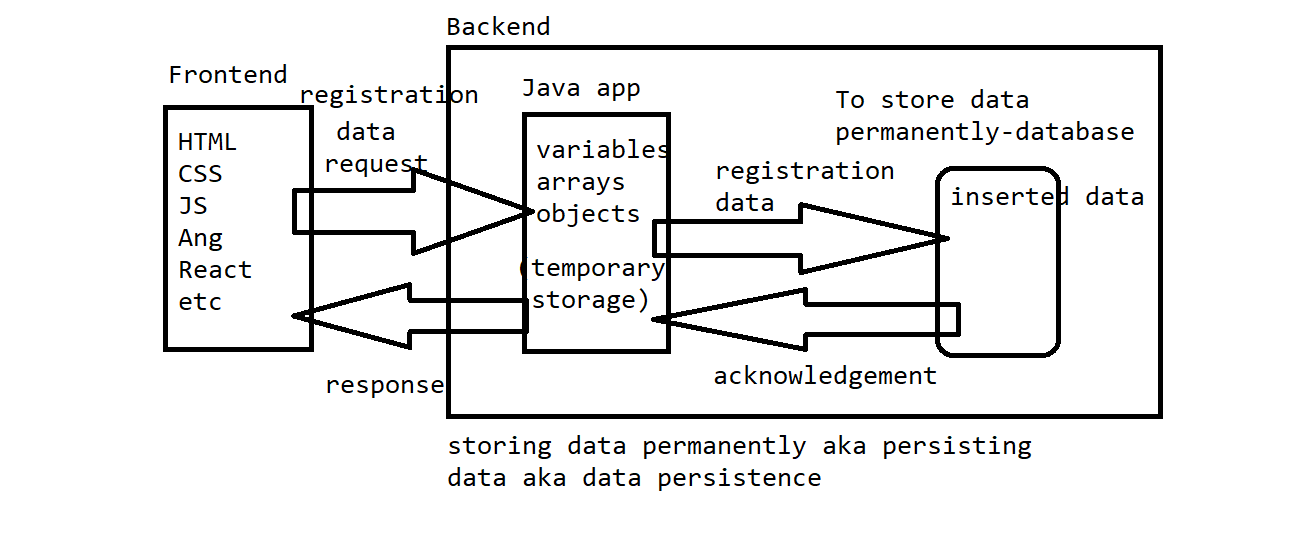 Backend
Frontend
registration
data
request
HTML
CSS
JS
Ang
React
etc
response
Java app
variables
arrays
objects
(temporary
storage)
registration
data
acknowledgement
To store data
permanently-database
inserted data
storing data permanently aka persisting
data aka data persistence